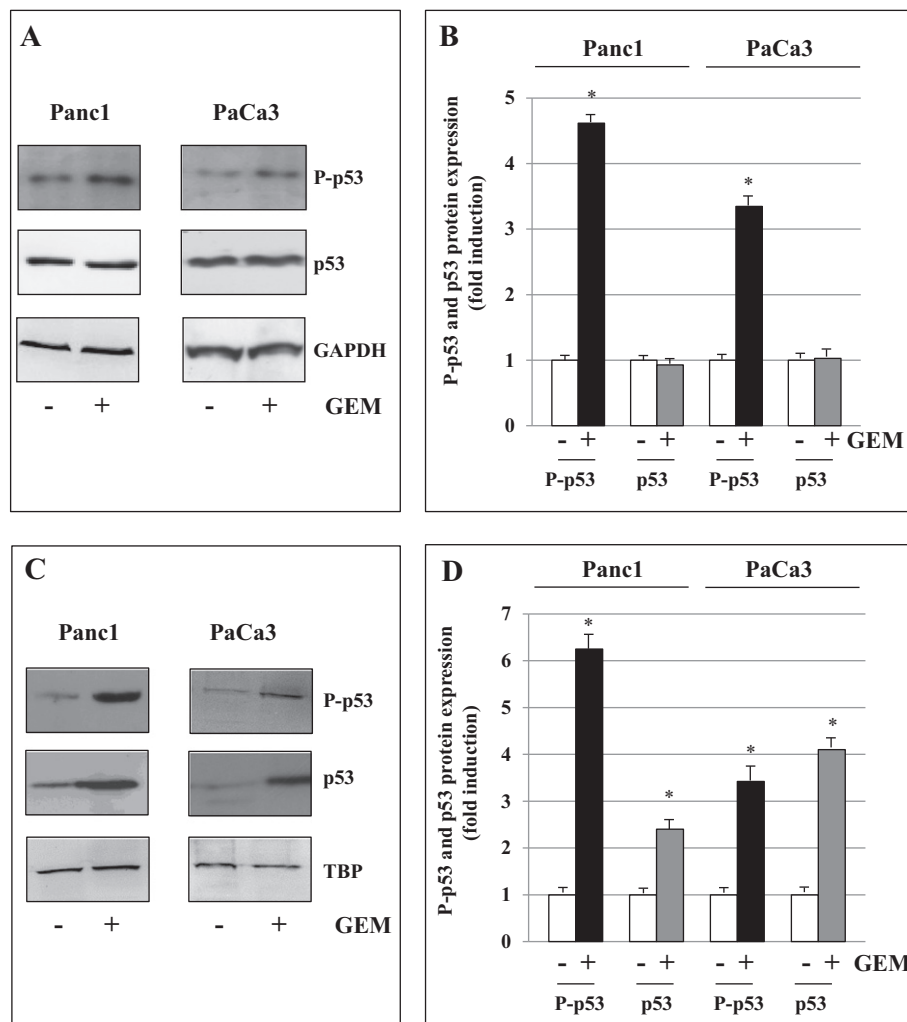 A
Panc1 PaCa3
P-p53
p53
GAPDH
- + - + GEM
B
Panc1 PaCa3
P-p53 and p53 protein expression
(fold induction)
5
4
3
2
1
0
* *
- + - + - + - + GEM
P-p53 p53 P-p53 p53
C
Panc1 PaCa3
P-p53
p53
TBP
- + - + GEM
D
Panc1 PaCa3
P-p53 and p53 protein expression
(fold induction)
7
6
5
4
3
2
1
0
* * * *
- + - + - + - + GEM
P-p53 p53 P-p53 p53